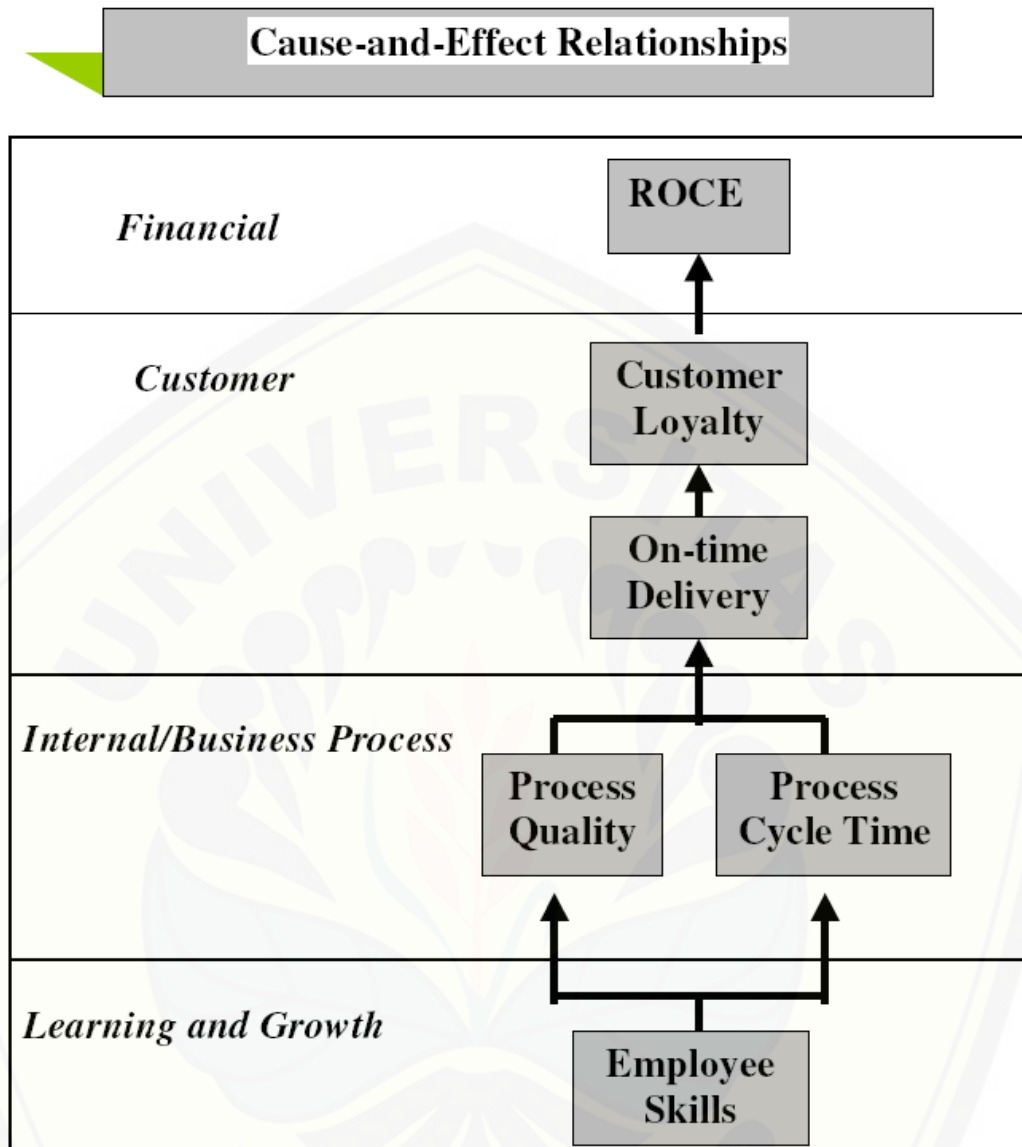 Cause-and-Effect Relationships
Financial
ROCE
Customer
Customer
Loyalty
On-time
Delivery
Internal/Business Process
Process
Quality
Process
Cycle Time
Learning and Growth
Employee
Skills
UNIVERSITAS